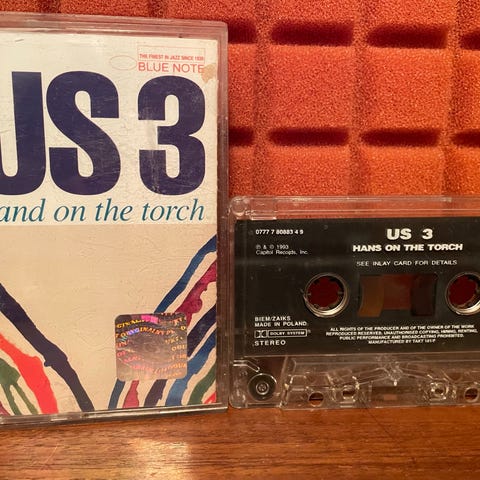 THE FINEST IN JAZZ SINCE 1939
BLUE NOTE
US 3
and on the torch
0777 7 80883 4 9
US 3
HANS ON THE TORCH
℗ & © 1993
Capitol Records, Inc.
SEE INLAY CARD FOR DETAILS
BIEM/ZAIKS
MADE IN POLAND
DOLBY SYSTEM
STEREO
ALL RIGHTS OF THE PRODUCER AND OF THE OWNER OF THE WORK
REPRODUCED RESERVED. UNAUTHORISED COPYING, HIRING, RENTING,
PUBLIC PERFORMANCE AND BROADCASTING PROHIBITED.
MANUFACTURED BY TAKT